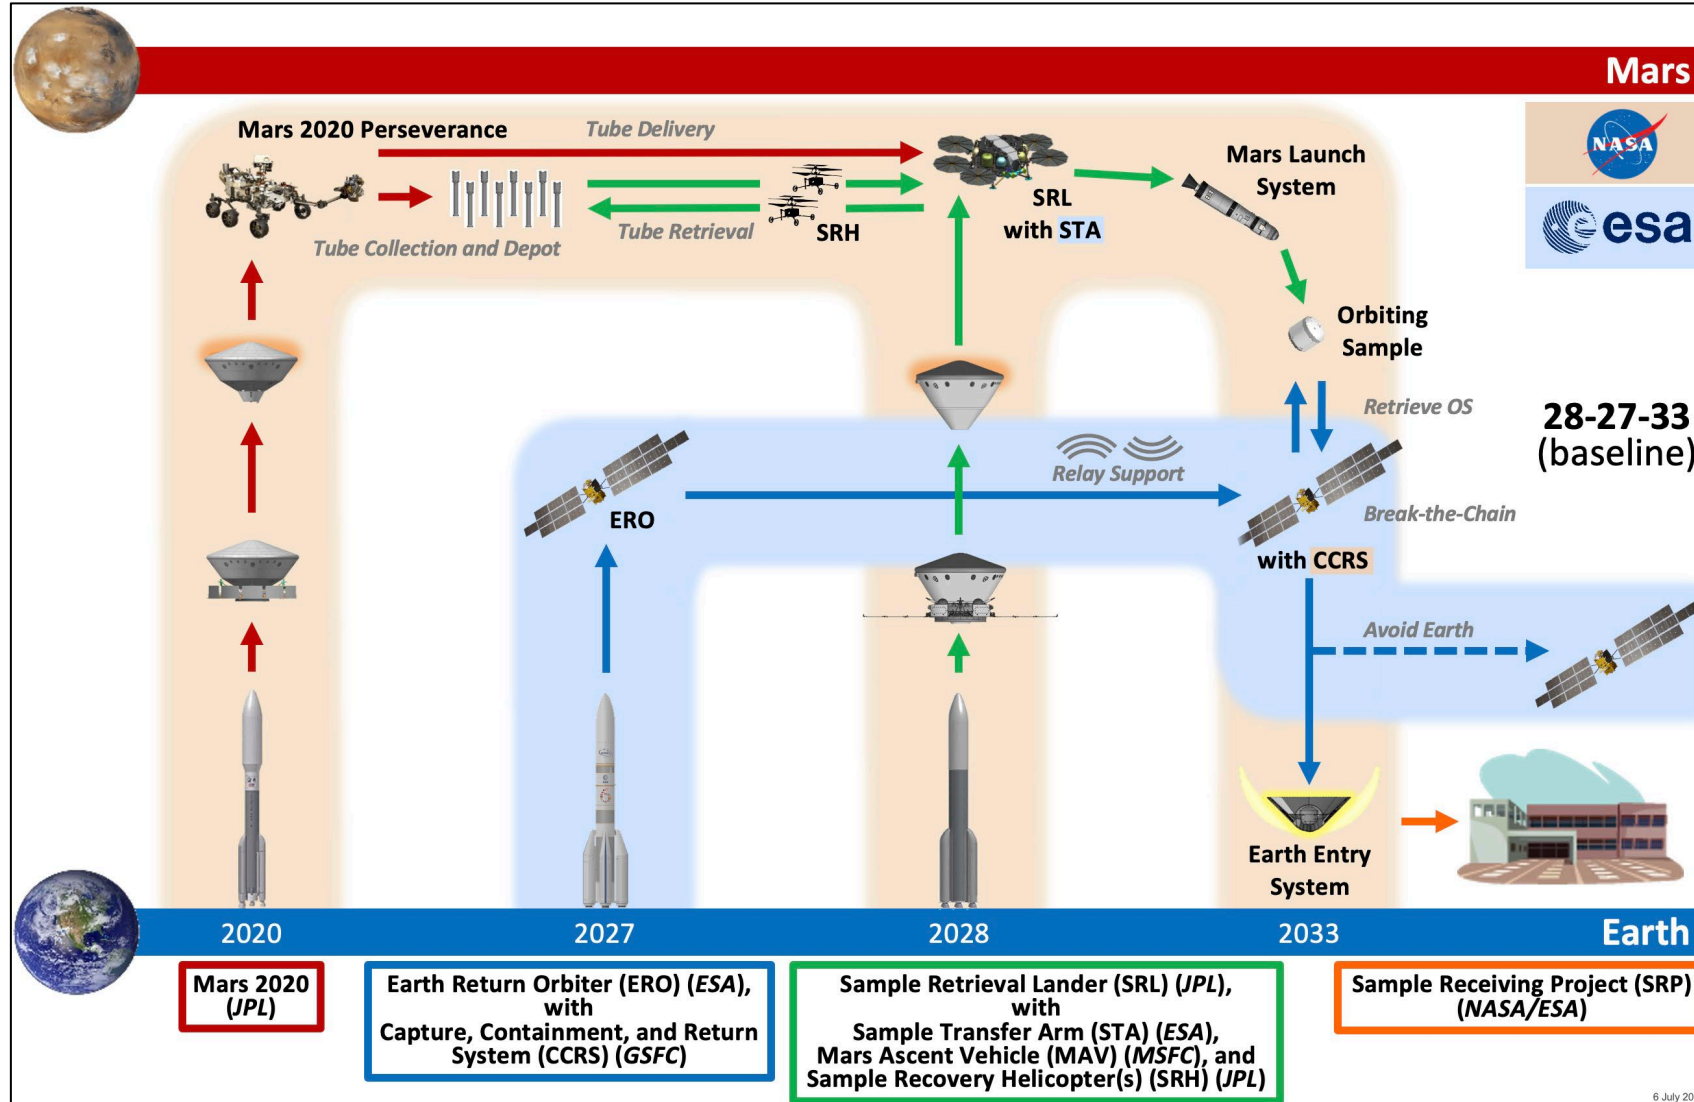 Mars
Mars 2020 Perseverance
Tube Delivery
Tube Collection and Depot
Tube Retrieval
SRH
SRL
with STA
Mars Launch
System
NASA
esa
Orbiting
Sample
Retrieve OS
28-27-33
(baseline)
Relay Support
ERO
Break-the-Chain
with CCRS
Avoid Earth
Earth Entry
System
2020
2027
2028
2033
Earth
Mars 2020
(JPL)
Earth Return Orbiter (ERO) (ESA),
with
Capture, Containment, and Return
System (CCRS) (GSFC)
Sample Retrieval Lander (SRL) (JPL),
with
Sample Transfer Arm (STA) (ESA),
Mars Ascent Vehicle (MAV) (MSFC), and
Sample Recovery Helicopter(s) (SRH) (JPL)
Sample Receiving Project (SRP)
(NASA/ESA)
6 July 20